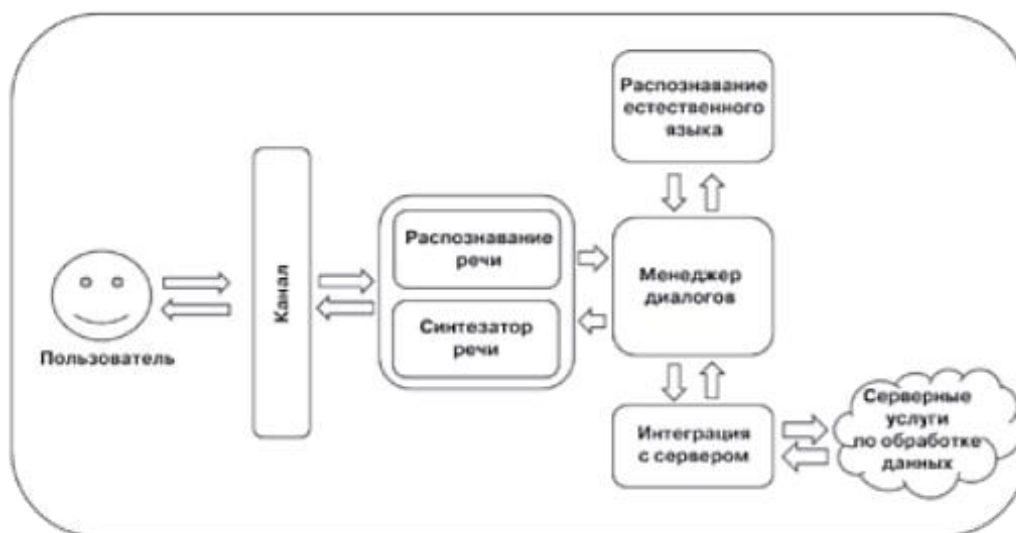 Распознавание
естественного
языка
Распознавание
речи
Синтезатор
речи
Менеджер
диалогов
Канал
Пользователь
Интеграция
с сервером
Серверные
услуги
по обработке
данных